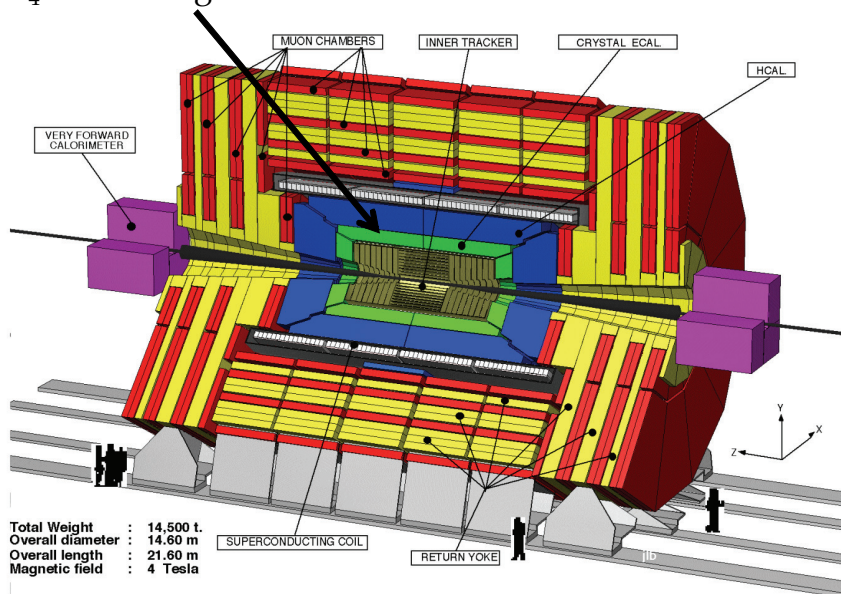 MUON CHAMBERS
INNER TRACKER
CRYSTAL ECAL.
HCAL.
VERY FORWARD
CALORIMETER
Y
X
Z
Total Weight : 14,500 t.
Overall diameter : 14.60 m
Overall length : 21.60 m
Magnetic field : 4 Tesla
SUPERCONDUCTING COIL
RETURN YOKE
jlb